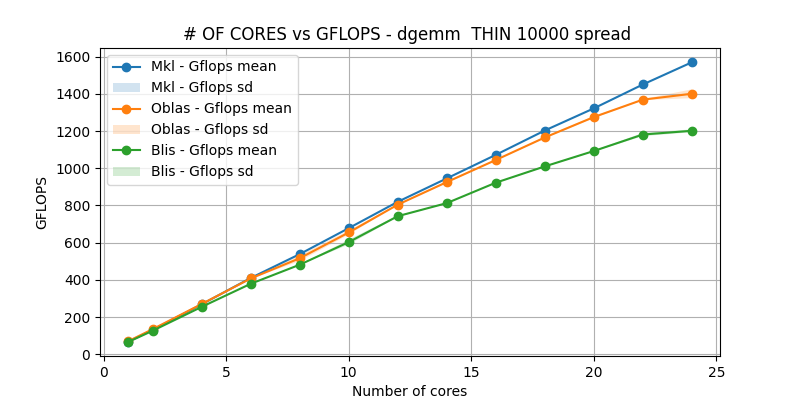 # OF CORES vs GFLOPS - dgemm  THIN 10000 spread
Mkl - Gflops mean
Mkl - Gflops sd
Oblas - Gflops mean
Oblas - Gflops sd
Blis - Gflops mean
Blis - Gflops sd
GFLOPS
1600
1400
1200
1000
800
600
400
200
0
0 5 10 15 20 25
Number of cores